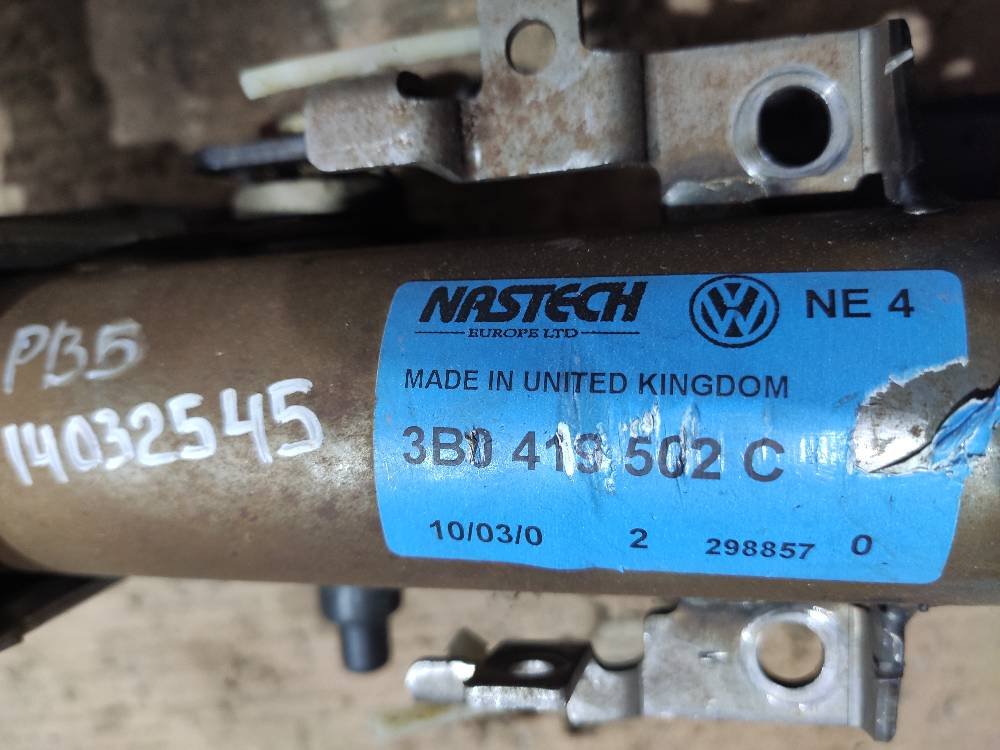 NASTECH
EUROPE LTD
NE 4
MADE IN UNITED KINGDOM
3B0 419 502 C
10/03/0 2 298857 0
PB5
14032545